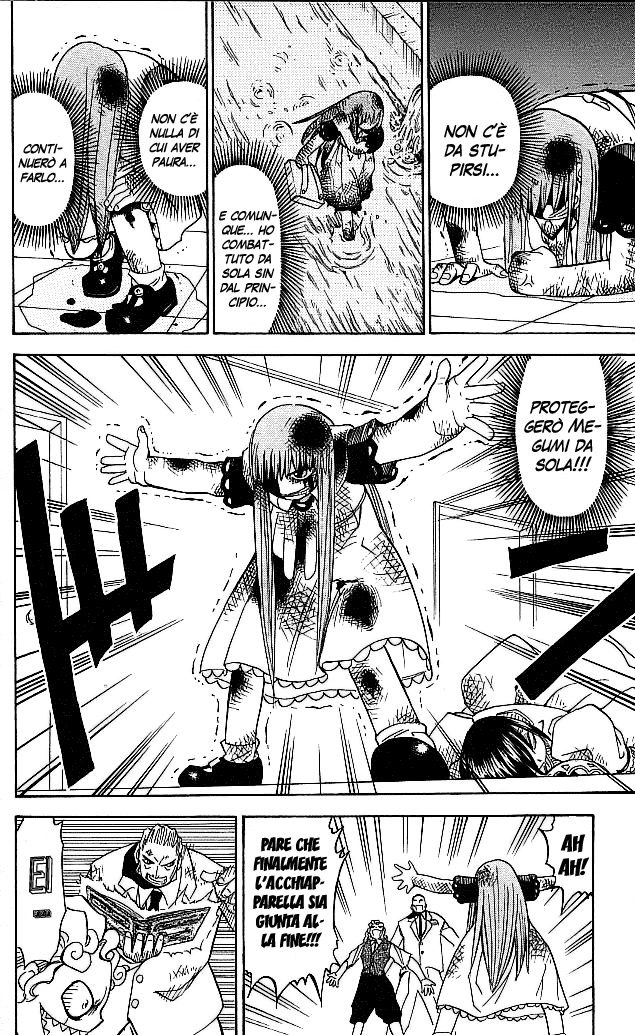 NON C'È
DA STU-
PIRSI...
E COMUN-
QUE... HO
COMBAT-
TUTO DA
SOLA SIN
DAL PRIN-
CIPIO...
NON C'È
NULLA DI
CUI AVER
PAURA...
CONTI-
NUERÒ A
FARLO...
PROTEG-
GERÒ ME-
GUMI DA
SOLA!!!
AH
AH!
PARE CHE
FINALMENTE
L'ACCHIAP-
PARELLA SIA
GIUNTA AL-
LA FINE!!!